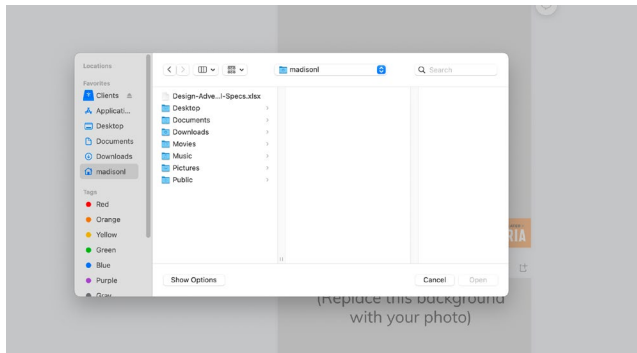 Locations
Favorites
Clients
Applicati...
Desktop
Documents
Downloads
madisonl
Tags
Red
Orange
Yellow
Green
Blue
Purple
Gray
madisonl
Search
Design-Adve...l-Specs.xlsx
Desktop
Documents
Downloads
Movies
Music
Pictures
Public
Show Options
Cancel
Open
RIA
(Replace this background
with your photo)